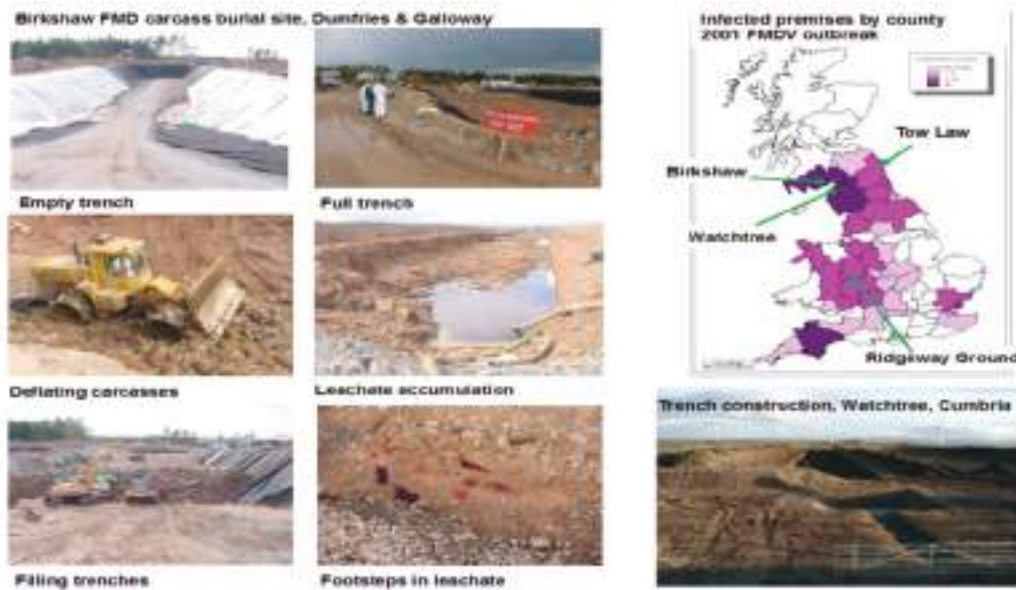 Birkshaw FMD carcass burial site, Dumfries & Galloway
Empty trench
Full trench
Deflating carcasses
Leachate accumulation
Filling trenches
Footsteps in leachate
Infected premises by county
2001 FMDV outbreak
Tow Law
Birkshaw
Watchtree
Ridgeway Ground
Trench construction, Watchtree, Cumbria